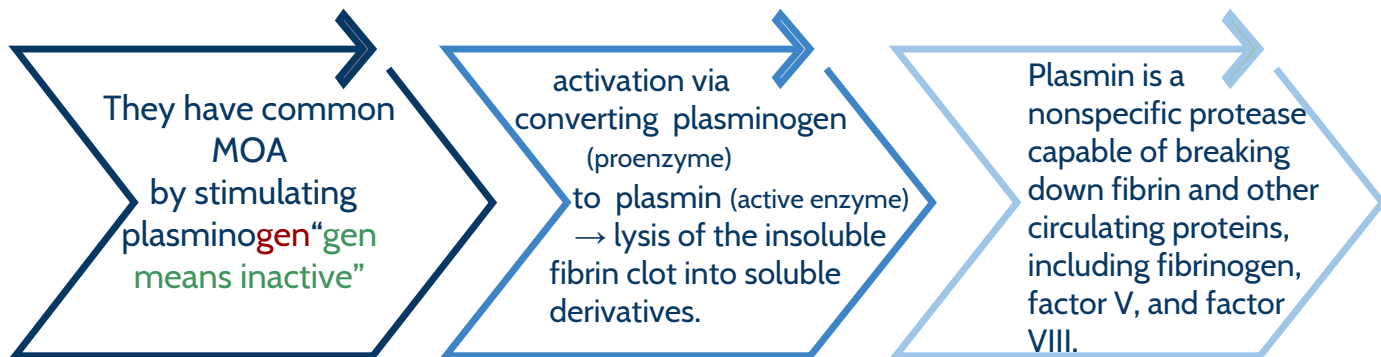 They have common
MOA
by stimulating
plasminogen“gen
means inactive”
activation via
converting plasminogen
(proenzyme)
to plasmin (active enzyme)
→ lysis of the insoluble
fibrin clot into soluble
derivatives.
Plasmin is a
nonspecific protease
capable of breaking
down fibrin and other
circulating proteins,
including fibrinogen,
factor V, and factor
VIII.